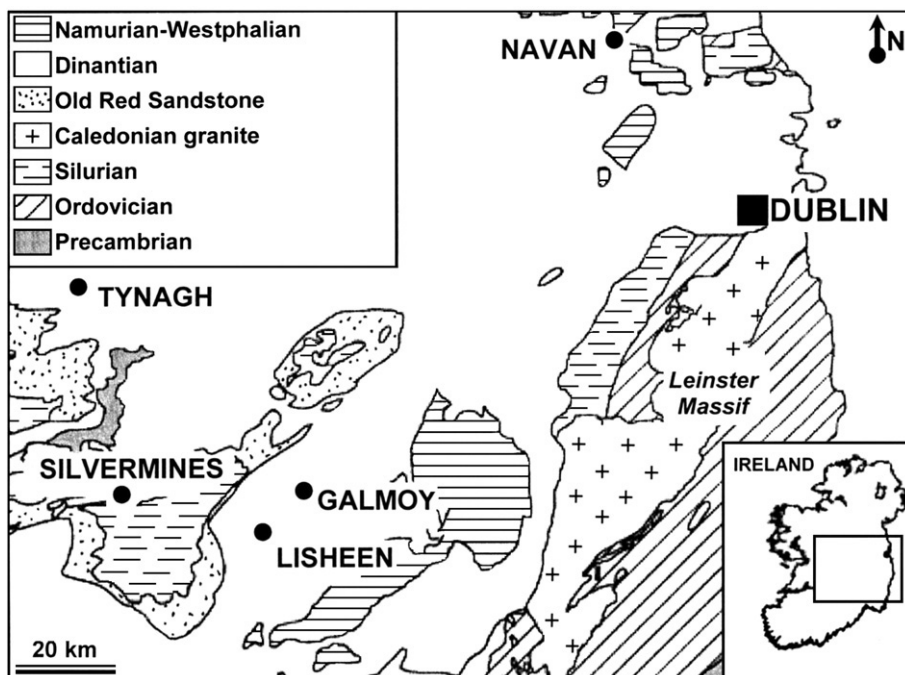 Namurian-Westphalian
Dinantian
Old Red Sandstone
Caledonian granite
Silurian
Ordovician
Precambrian
NAVAN
N
DUBLIN
TYNAGH
Leinster
Massif
SILVERMINES
GALMOY
LISHEEN
IRELAND
20 km